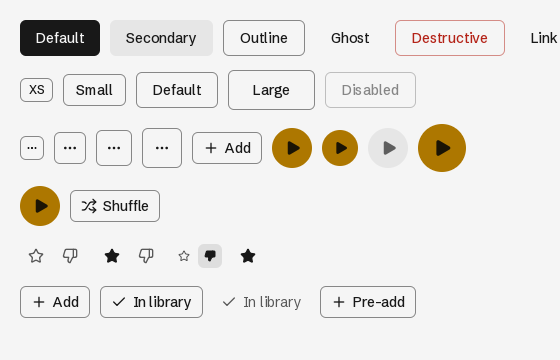 Default Secondary Outline Ghost Destructive Link
XS Small Default Large Disabled
Add
Shuffle
Add In library In library Pre-add